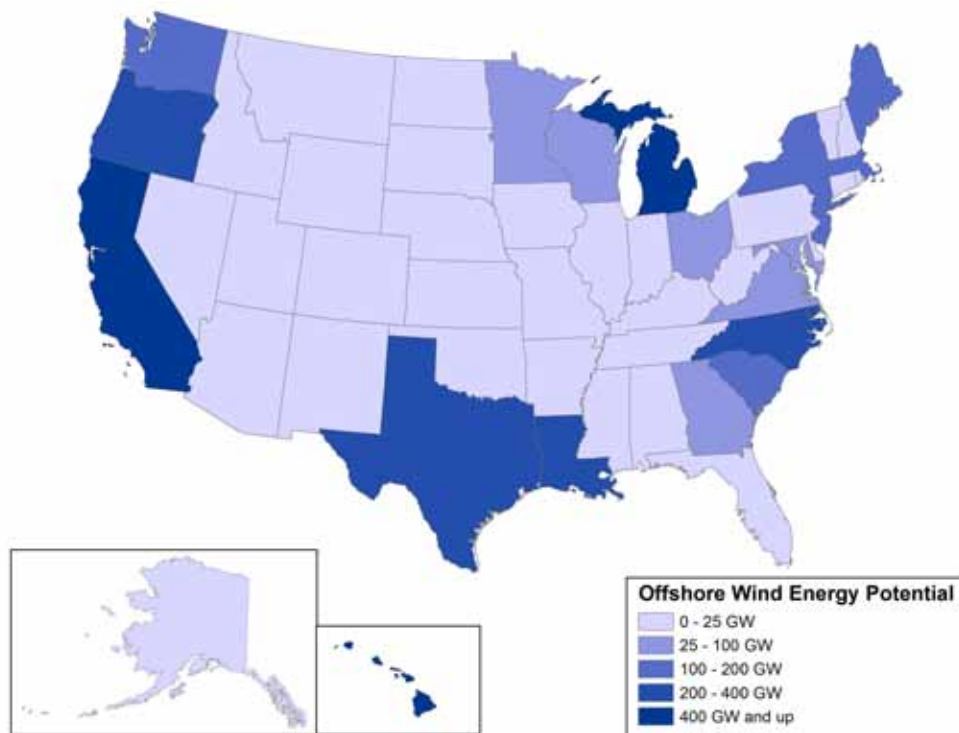 Offshore Wind Energy Potential
0 - 25 GW
25 - 100 GW
100 - 200 GW
200 - 400 GW
400 GW and up